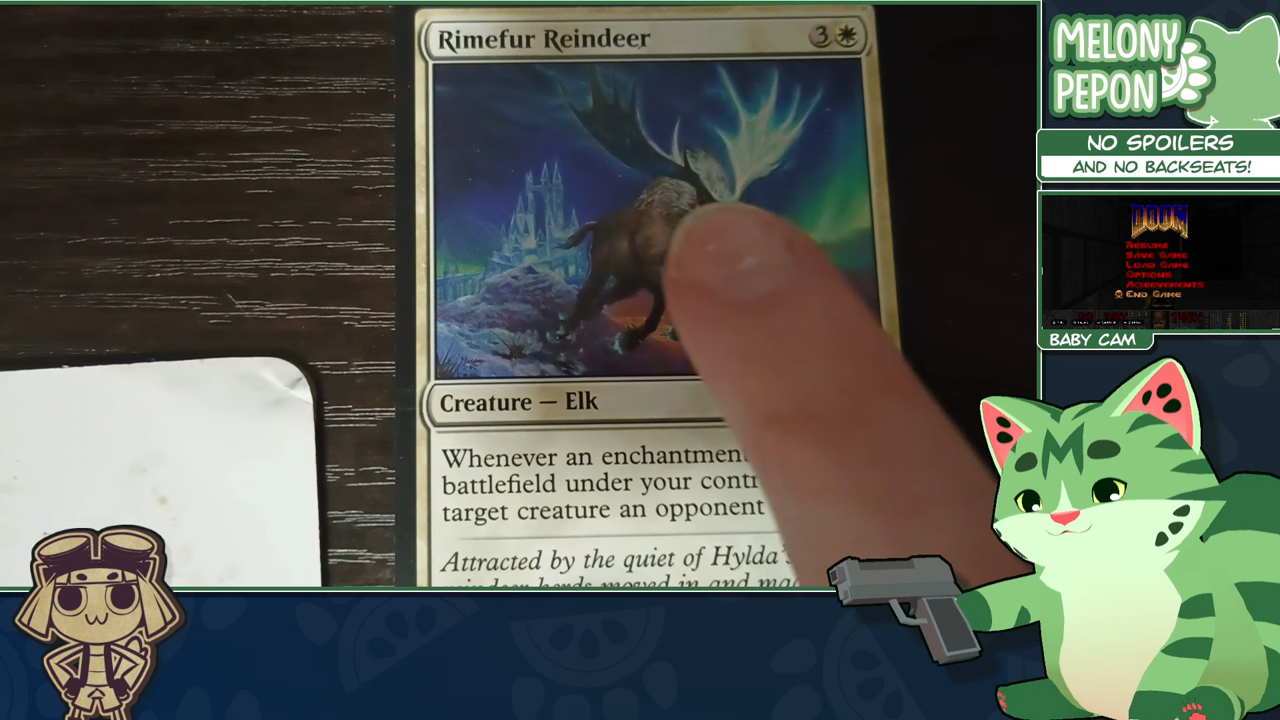 Rimefur Reindeer 3
Creature — Elk
Whenever an enchantmen
battlefield under your contr
target creature an opponent
Attracted by the quiet of Hylda's
MELONY
PEPON
NO SPOILERS
AND NO BACKSEATS!
DOOM
RESUME
SAVE GAME
LOAD GAME
OPTIONS
ACHIEVEMENTS
END GAME
BABY CAM